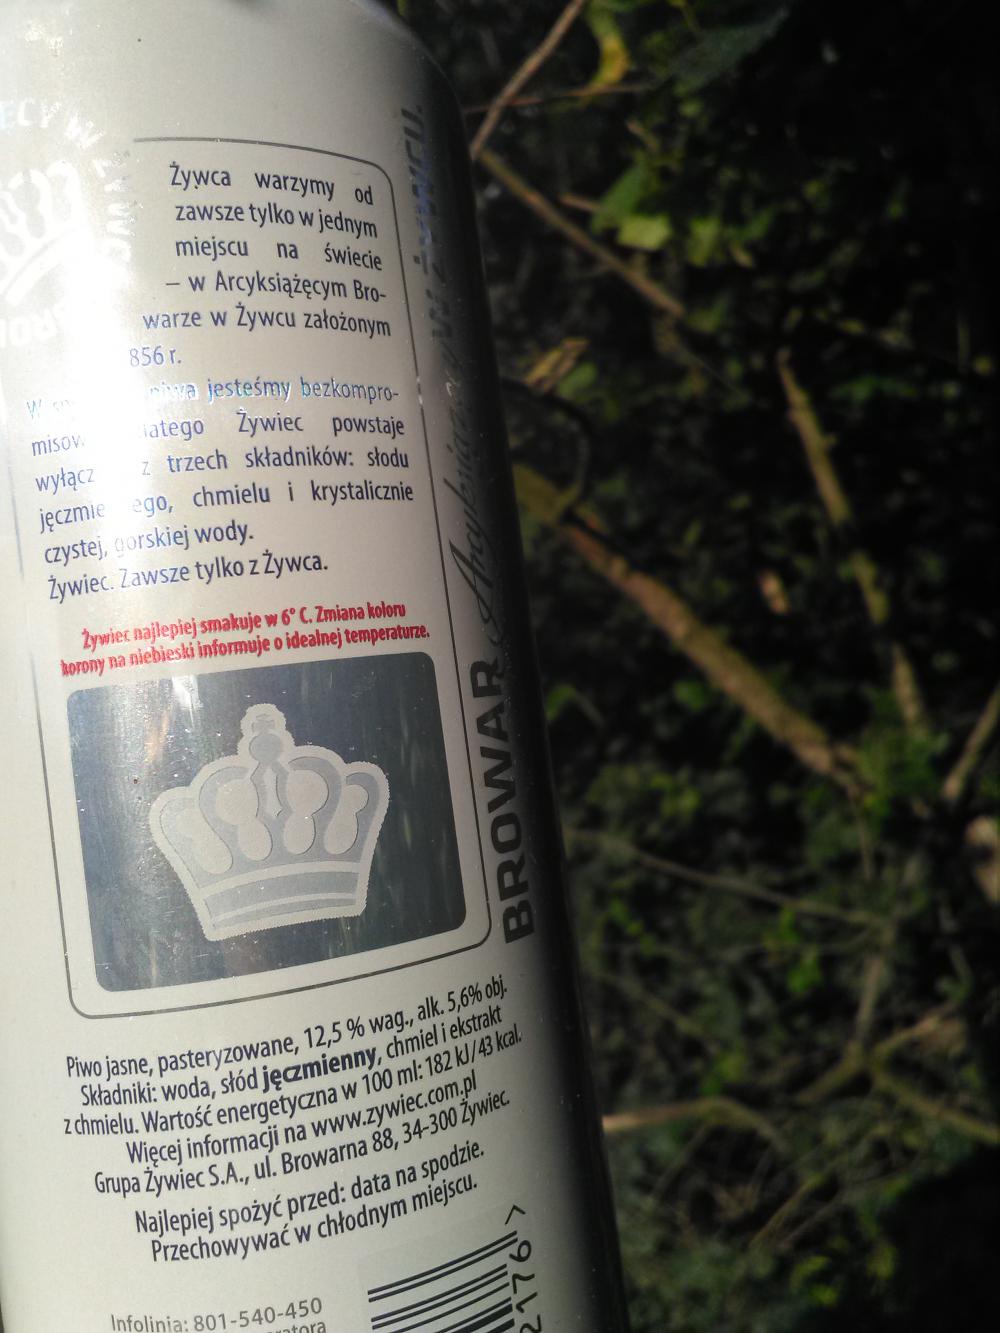 Żywca warzymy od
zawsze tylko w jednym
miejscu na świecie
– w Arcyksiążęcym Bro-
warze w Żywcu założonym
856 r.
W piwa jesteśmy bezkompro-
Żywiec powstaje
z trzech składników: słodu
chmielu i krystalicznie
czystej, górskiej wody.
Żywiec. Zawsze tylko z Żywca.
Żywiec najlepiej smakuje w 6° C. Zmiana koloru
korony na niebieski informuje o idealnej temperaturze.
BROWAR Arcyksiążęcy W ŻYWCU.
Piwo jasne, pasteryzowane, 12,5 % wag., alk. 5,6% obj.
Składniki: woda, słód jęczmienny, chmiel i ekstrakt
z chmielu. Wartość energetyczna w 100 ml: 182 kJ / 43 kcal.
Więcej informacji na www.zywiec.com.pl
Grupa Żywiec S.A., ul. Browarna 88, 34-300 Żywiec.
Najlepiej spożyć przed: data na spodzie.
Przechowywać w chłodnym miejscu.
2176 >
Infolinia: 801-540-450